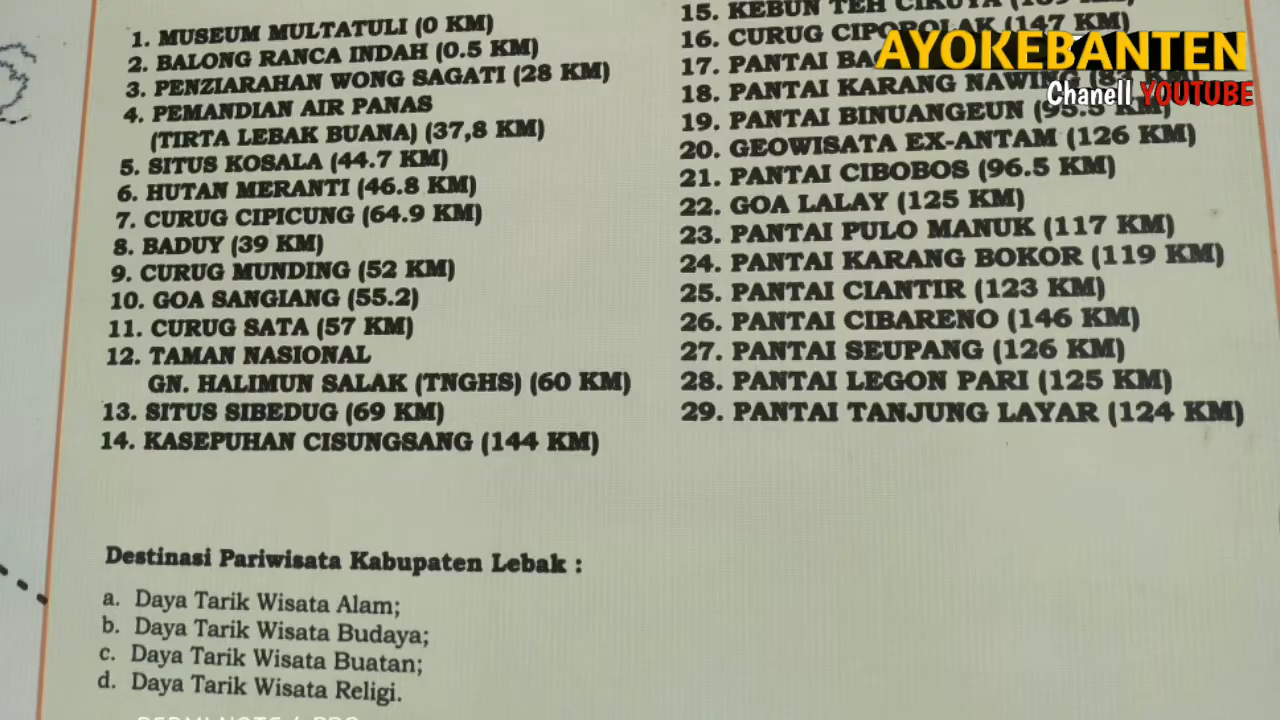 1. MUSEUM MULTATULI (0 KM)
2. BALONG RANCA INDAH (0.5 KM)
3. PENZIARAHAN WONG SAGATI (28 KM)
4. PEMANDIAN AIR PANAS
(TIRTA LEBAK BUANA) (37,8 KM)
5. SITUS KOSALA (44.7 KM)
6. HUTAN MERANTI (46.8 KM)
7. CURUG CIPICUNG (64.9 KM)
8. BADUY (39 KM)
9. CURUG MUNDING (52 KM)
10. GOA SANGIANG (55.2)
11. CURUG SATA (57 KM)
12. TAMAN NASIONAL
GN. HALIMUN SALAK (TNGHS) (60 KM)
13. SITUS SIBEDUG (69 KM)
14. KASEPUHAN CISUNGSANG (144 KM)
15. KEBUN TEH CIKUYA
16. CURUG CIPOROLAK (147 KM)
17. PANTAI
18. PANTAI KARANG NAWING
19. PANTAI BINUANGEUN (95.5 KM)
20. GEOWISATA EX-ANTAM (126 KM)
21. PANTAI CIBOBOS (96.5 KM)
22. GOA LALAY (125 KM)
23. PANTAI PULO MANUK (117 KM)
24. PANTAI KARANG BOKOR (119 KM)
25. PANTAI CIANTIR (123 KM)
26. PANTAI CIBARENO (146 KM)
27. PANTAI SEUPANG (126 KM)
28. PANTAI LEGON PARI (125 KM)
29. PANTAI TANJUNG LAYAR (124 KM)
AYOKEBANTEN
Chanell YOUTUBE
Destinasi Pariwisata Kabupaten Lebak :
a. Daya Tarik Wisata Alam;
b. Daya Tarik Wisata Budaya;
c. Daya Tarik Wisata Buatan;
d. Daya Tarik Wisata Religi.